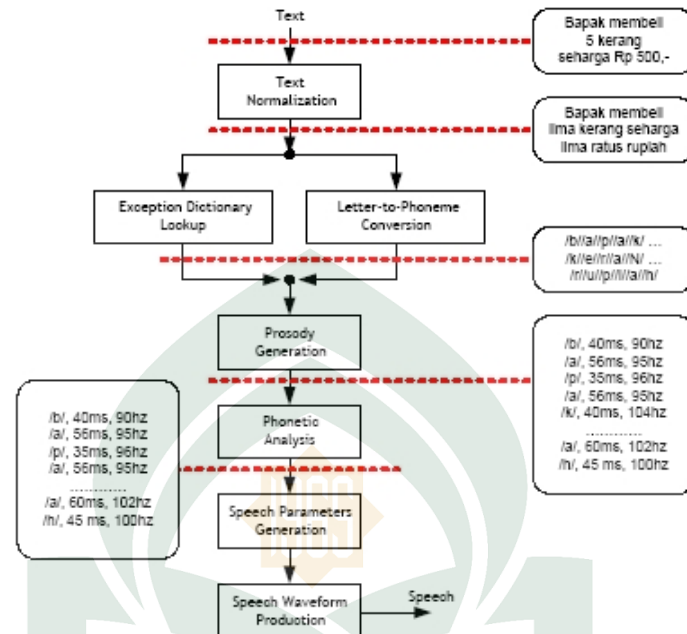 Text
Bapak membeli
5 kerang
seharga Rp 500,-
Text
Normalization
Bapak membeli
lima kerang seharga
lima ratus rupiah
Exception Dictionary
Lookup
Letter-to-Phoneme
Conversion
/b//a//p//a//k/ ...
/k//e//r//a//N/ ...
/r//u//p//i//a//h/
Prosody
Generation
/b/, 40ms, 90hz
/a/, 56ms, 95hz
/p/, 35ms, 96hz
/a/, 56ms, 95hz
/k/, 40ms, 104hz
.............
/a/, 60ms, 102hz
/h/, 45 ms, 100hz
Phonetic
Analysis
/b/, 40ms, 90hz
/a/, 56ms, 95hz
/p/, 35ms, 96hz
/a/, 56ms, 95hz
.............
/a/, 60ms, 102hz
/h/, 45 ms, 100hz
Speech Parameters
Generation
Speech Waveform
Production
Speech